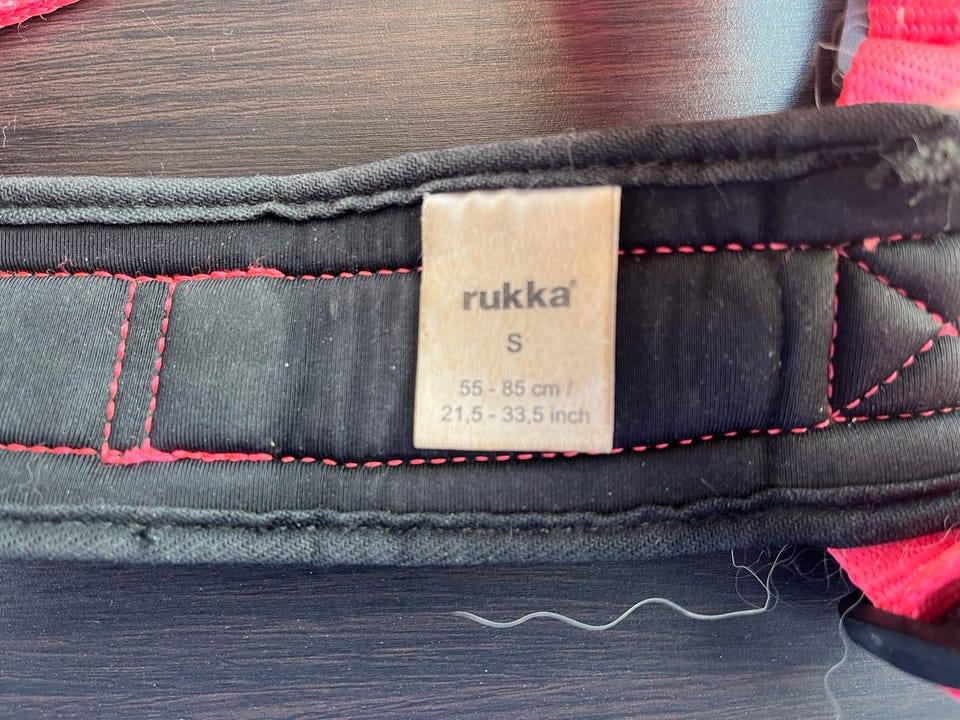 rukka®
S
55 - 85 cm /
21,5 - 33,5 inch